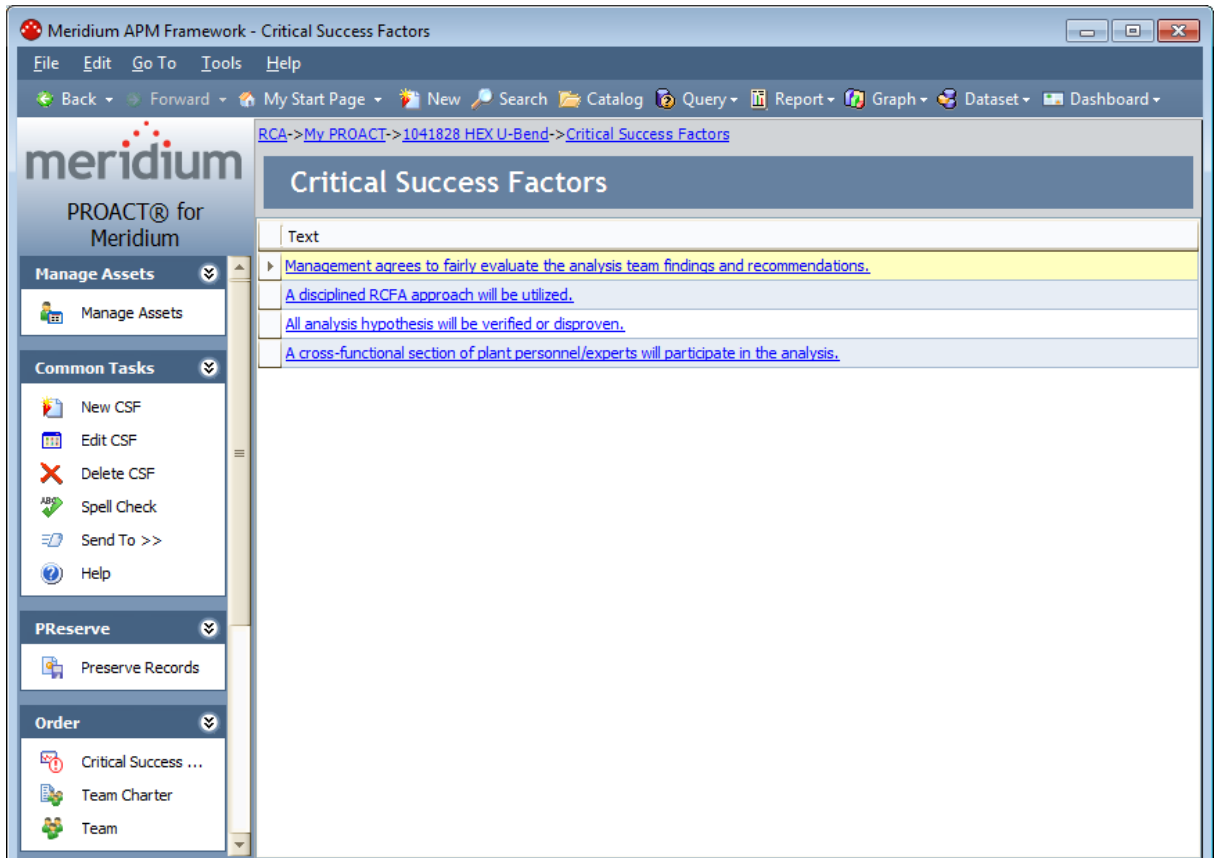 Meridium APM Framework - Critical Success Factors
File Edit Go To Tools Help
Back Forward My Start Page New Search Catalog Query Report Graph Dataset Dashboard
meridium
PROACT® for
Meridium
RCA->My PROACT->1041828 HEX U-Bend->Critical Success Factors
Critical Success Factors
Text
Management agrees to fairly evaluate the analysis team findings and recommendations.
A disciplined RCFA approach will be utilized.
All analysis hypothesis will be verified or disproven.
A cross-functional section of plant personnel/experts will participate in the analysis.
Manage Assets
Manage Assets
Common Tasks
New CSF
Edit CSF
Delete CSF
Spell Check
Send To >>
Help
PReserve
Preserve Records
Order
Critical Success ...
Team Charter
Team